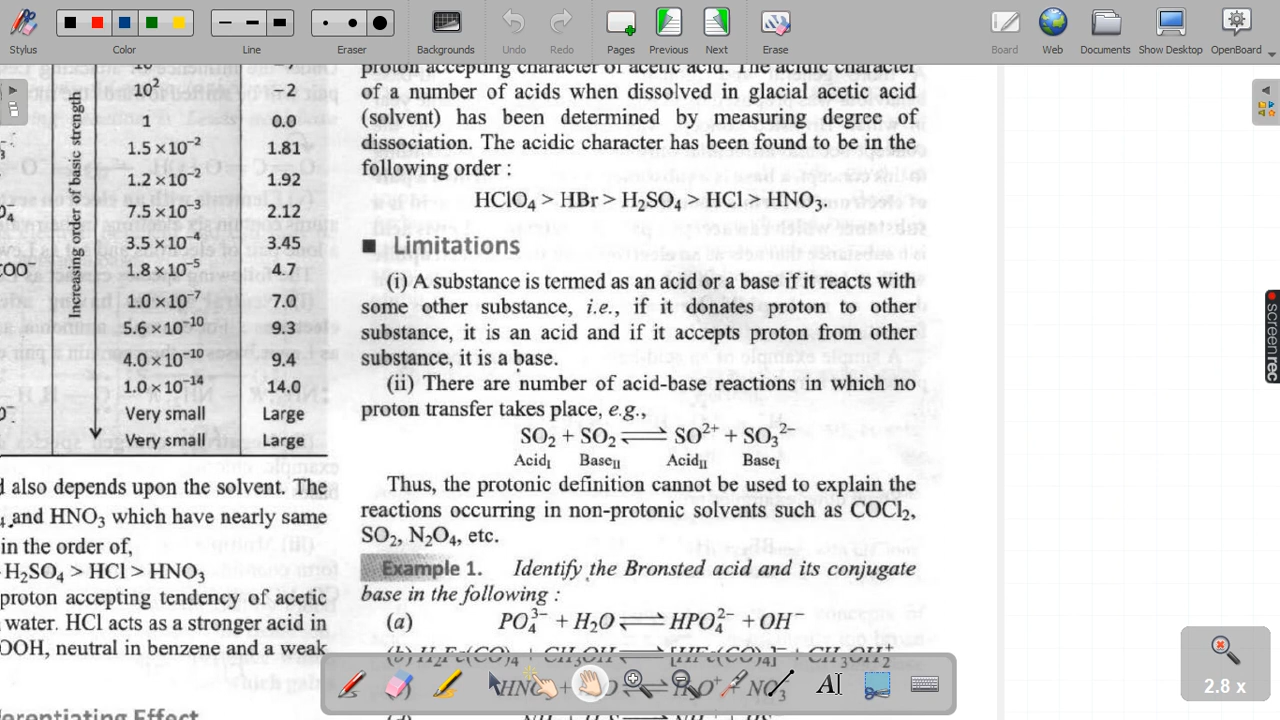 Stylus
Color
Line
Eraser
Backgrounds
Undo
Redo
Pages
Previous
Next
Erase
Board
Web
Documents
Show Desktop
OpenBoard
Increasing order of basic strength
10² −2
1 0.0
1.5 ×10⁻² 1.81
1.2 ×10⁻² 1.92
7.5 ×10⁻³ 2.12
3.5 ×10⁻⁴ 3.45
1.8 ×10⁻⁵ 4.7
1.0 ×10⁻⁷ 7.0
5.6 ×10⁻¹⁰ 9.3
4.0 ×10⁻¹⁰ 9.4
1.0 ×10⁻¹⁴ 14.0
Very small Large
Very small Large
also depends upon the solvent. The
and HNO₃ which have nearly same
in the order of,
H₂SO₄ > HCl > HNO₃
proton accepting tendency of acetic
water. HCl acts as a stronger acid in
OOH, neutral in benzene and a weak
erentiating Effect
proton accepting character of acetic acid. The acidic character
of a number of acids when dissolved in glacial acetic acid
(solvent) has been determined by measuring degree of
dissociation. The acidic character has been found to be in the
following order :
HClO₄ > HBr > H₂SO₄ > HCl > HNO₃.
■ Limitations
(i) A substance is termed as an acid or a base if it reacts with
some other substance, i.e., if it donates proton to other
substance, it is an acid and if it accepts proton from other
substance, it is a base.
(ii) There are number of acid-base reactions in which no
proton transfer takes place, e.g.,
SO₂ + SO₂ ⇌ SO²⁺ + SO₃²⁻
Acid_I Base_II Acid_II Base_I
Thus, the protonic definition cannot be used to explain the
reactions occurring in non-protonic solvents such as COCl₂,
SO₂, N₂O₄, etc.
Example 1. Identify the Bronsted acid and its conjugate
base in the following :
(a) PO₄³⁻ + H₂O ⇌ HPO₄²⁻ + OH⁻
screenrec
2.8 x